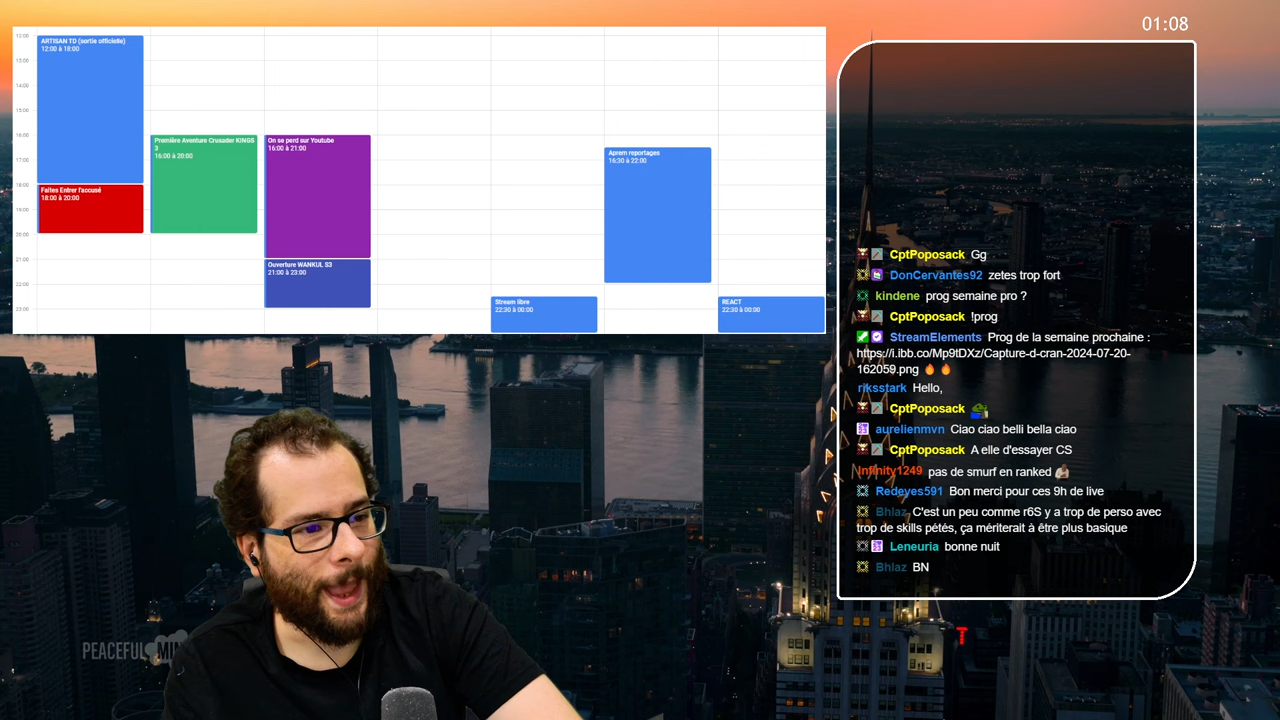 01:08
12:00
13:00
14:00
15:00
16:00
17:00
18:00
19:00
20:00
21:00
22:00
23:00
ARTISAN TD (sortie officielle)
12:00 à 18:00
Faites Entrer l'accusé
18:00 à 20:00
Première Aventure Crusader KINGS
3
16:00 à 20:00
On se perd sur Youtube
16:00 à 21:00
Ouverture WANKUL S3
21:00 à 23:00
Stream libre
22:30 à 00:00
Aprem reportages
16:30 à 22:00
REACT
22:30 à 00:00
CptPoposack Gg
DonCervantes92 zetes trop fort
kindene prog semaine pro ?
CptPoposack !prog
StreamElements Prog de la semaine prochaine :
https://i.ibb.co/Mp9tDXz/Capture-d-cran-2024-07-20-
162059.png
riksstark Hello,
CptPoposack
aurelienmvn Ciao ciao belli bella ciao
CptPoposack A elle d'essayer CS
Infinity1249 pas de smurf en ranked
Redeyes591 Bon merci pour ces 9h de live
Bhlaz C'est un peu comme r6S y a trop de perso avec
trop de skills pétés, ça mériterait à être plus basique
Leneuria bonne nuit
Bhlaz BN
PEACEFUL MIN